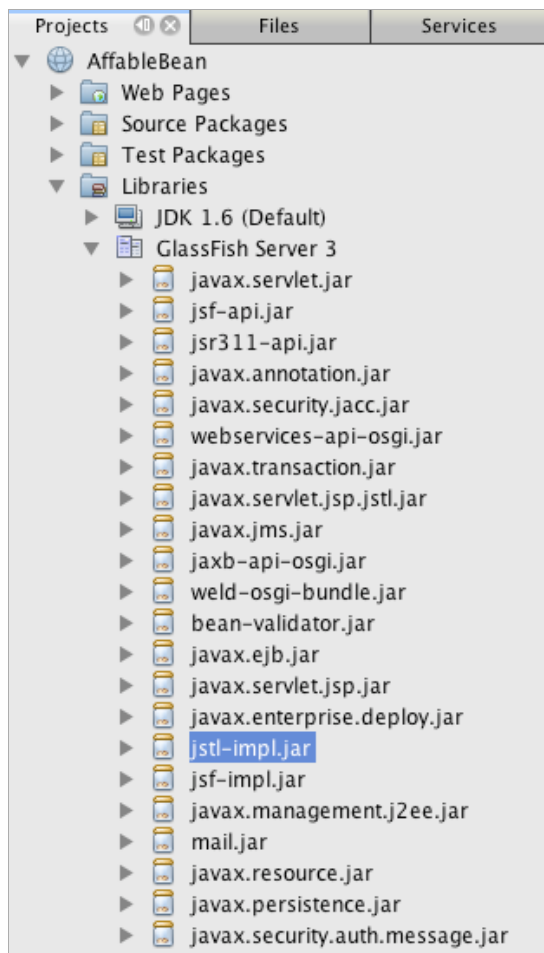 Projects Files Services
AffableBean
Web Pages
Source Packages
Test Packages
Libraries
JDK 1.6 (Default)
GlassFish Server 3
javax.servlet.jar
jsf-api.jar
jsr311-api.jar
javax.annotation.jar
javax.security.jacc.jar
webservices-api-osgi.jar
javax.transaction.jar
javax.servlet.jsp.jstl.jar
javax.jms.jar
jaxb-api-osgi.jar
weld-osgi-bundle.jar
bean-validator.jar
javax.ejb.jar
javax.servlet.jsp.jar
javax.enterprise.deploy.jar
jstl-impl.jar
jsf-impl.jar
javax.management.j2ee.jar
mail.jar
javax.resource.jar
javax.persistence.jar
javax.security.auth.message.jar